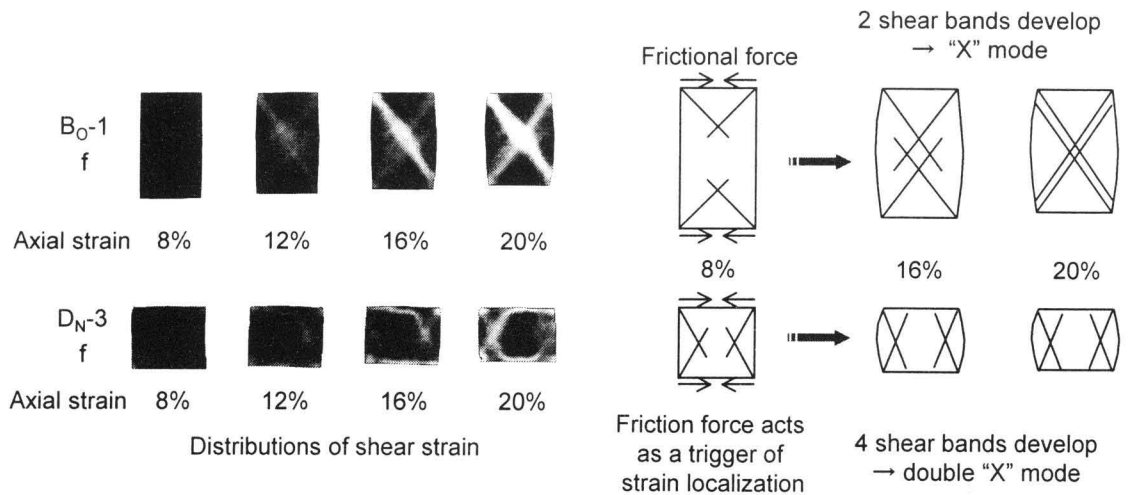 B_O-1
f
Axial strain 8% 12% 16% 20%
D_N-3
f
Axial strain 8% 12% 16% 20%
Distributions of shear strain
Frictional force
2 shear bands develop
→ “X” mode
8% 16% 20%
Friction force acts
as a trigger of
strain localization
4 shear bands develop
→ double “X” mode